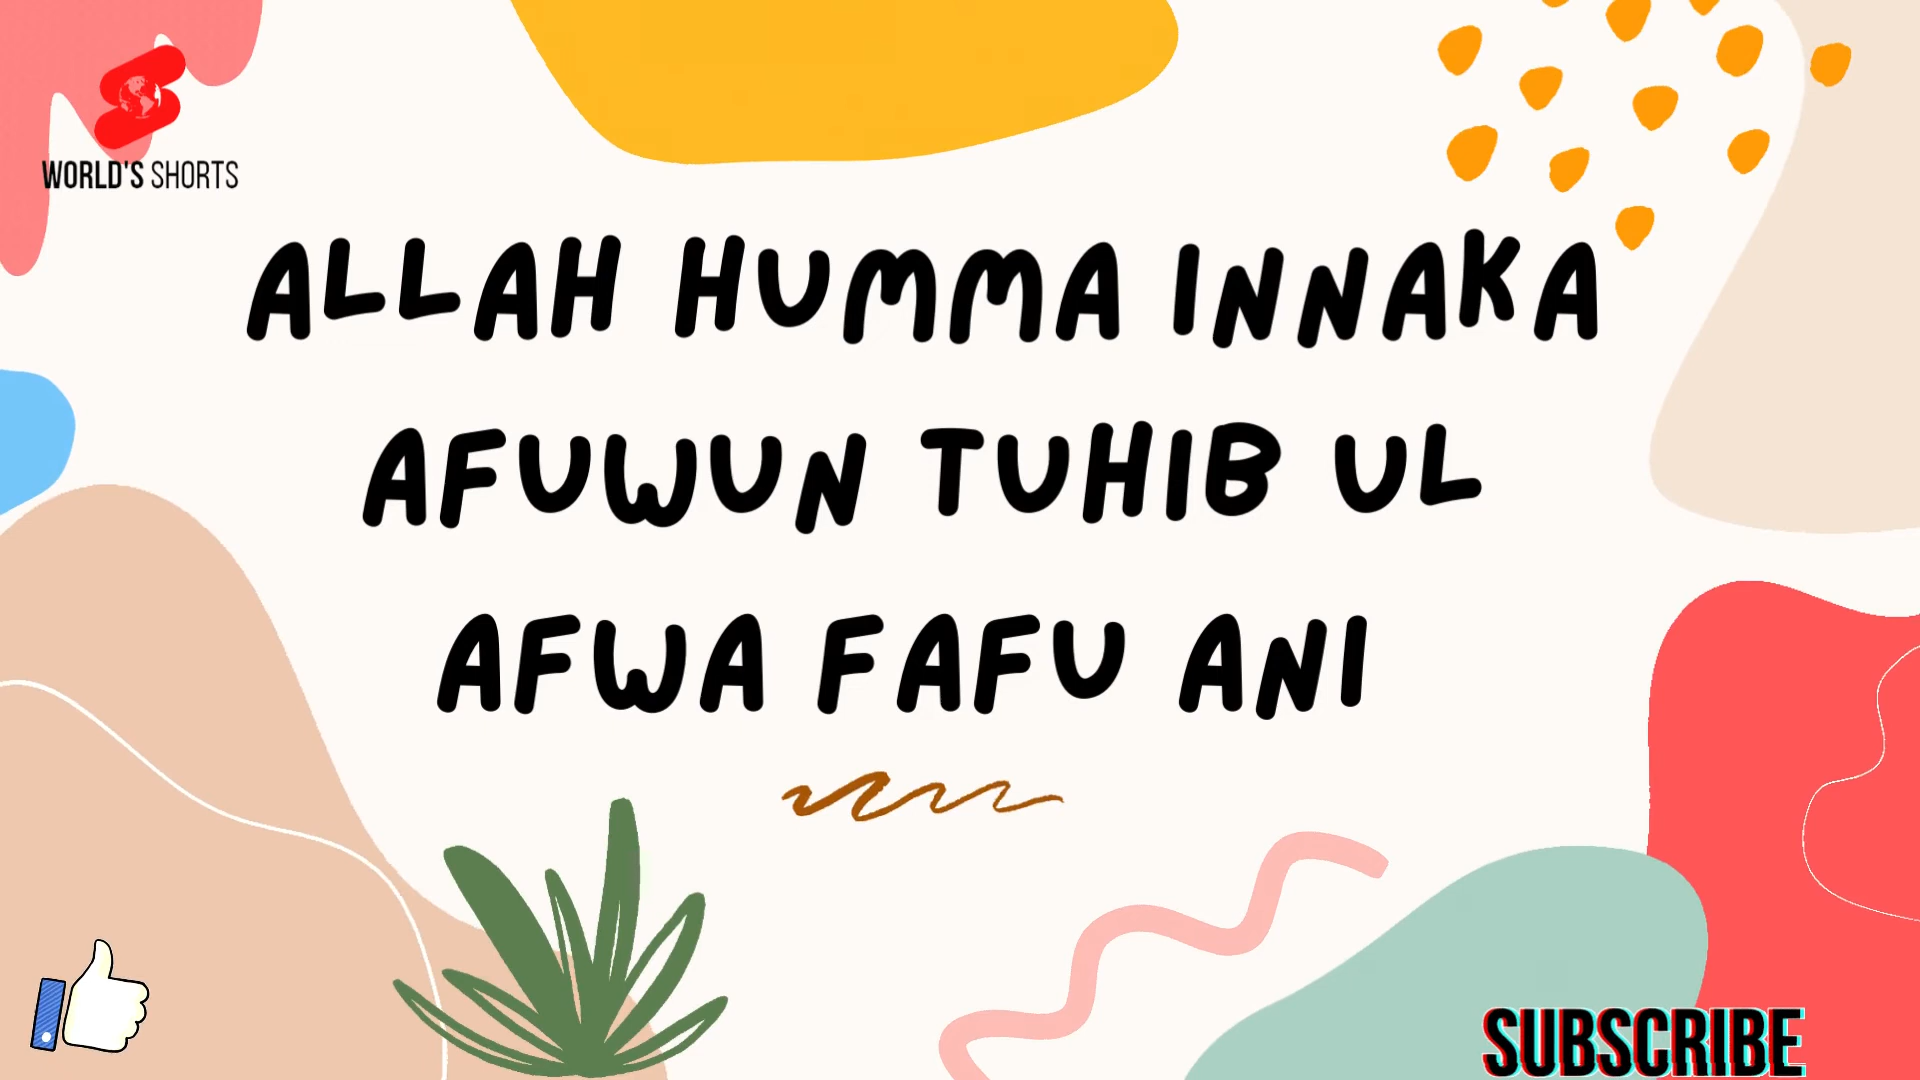 WORLD'S SHORTS
ALLAH HUMMA INNAKA
AFUWUN TUHIB UL
AFWA FAFU ANI
SUBSCRIBE